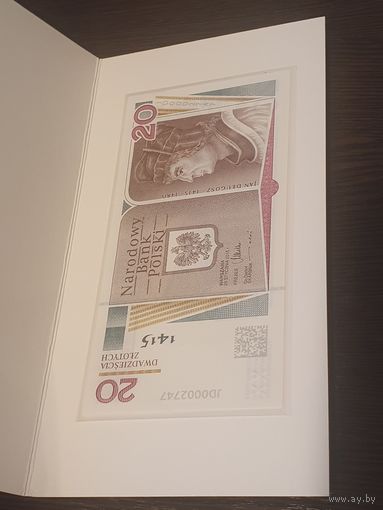 20
JAN DŁUGOSZ 1415 - 1480
Narodowy
Bank
Polski
1415
DWADZIEŚCIA
ZŁOTYCH
20
JD0002747
www.ay.by